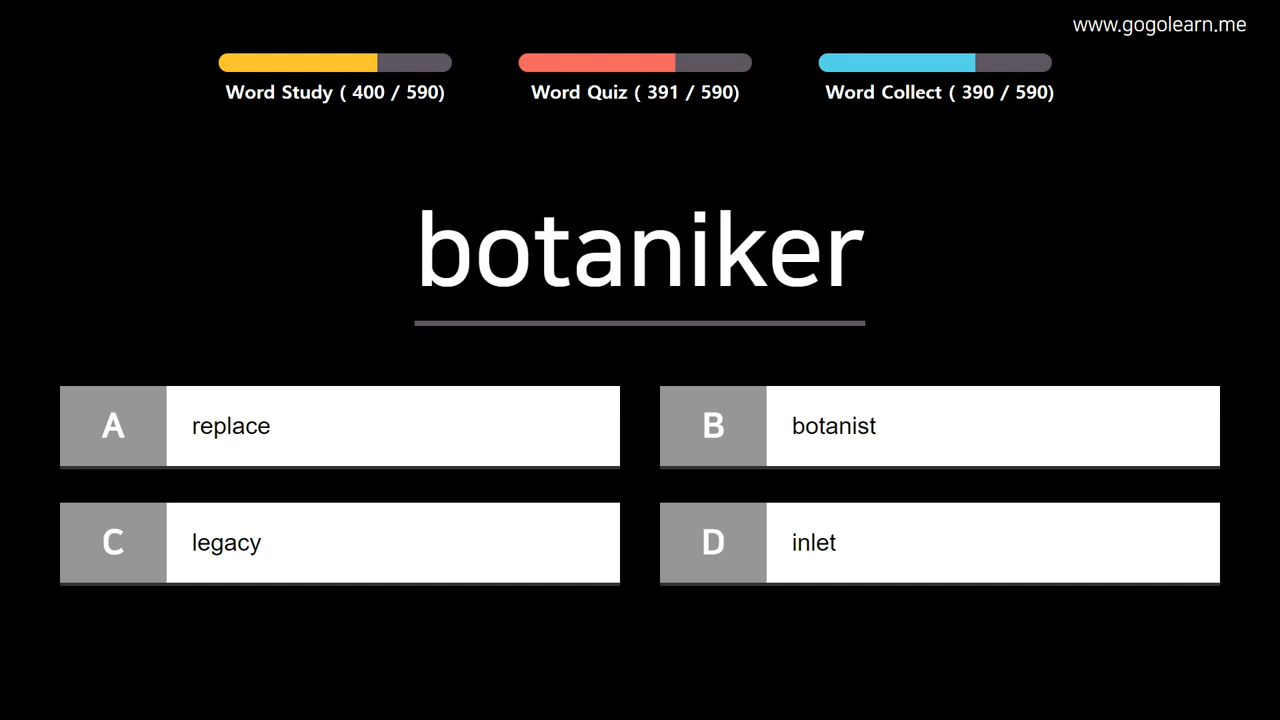 www.gogolearn.me
Word Study ( 400 / 590)
Word Quiz ( 391 / 590)
Word Collect ( 390 / 590)
botaniker
A replace
B botanist
C legacy
D inlet